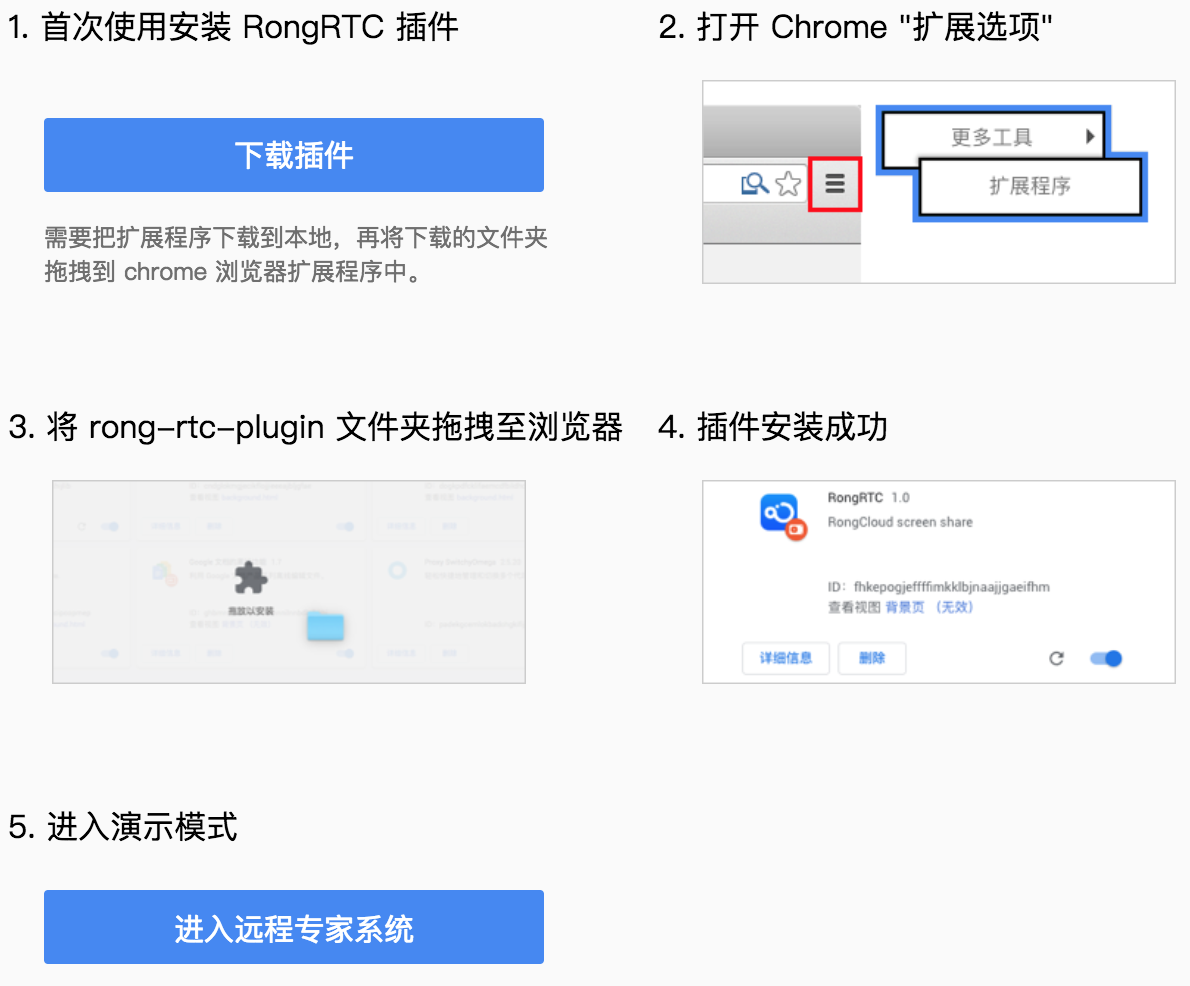 1. 首次使用安装 RongRTC 插件
下载插件
需要把扩展程序下载到本地，再将下载的文件夹
拖拽到 chrome 浏览器扩展程序中。
2. 打开 Chrome "扩展选项"
更多工具
扩展程序
3. 将 rong-rtc-plugin 文件夹拖拽至浏览器
拖放以安装
4. 插件安装成功
RongRTC 1.0
RongCloud screen share
ID：fhkepogjeffffimkklbjnaajjgaeifhm
查看视图 背景页 （无效）
详细信息
删除
5. 进入演示模式
进入远程专家系统